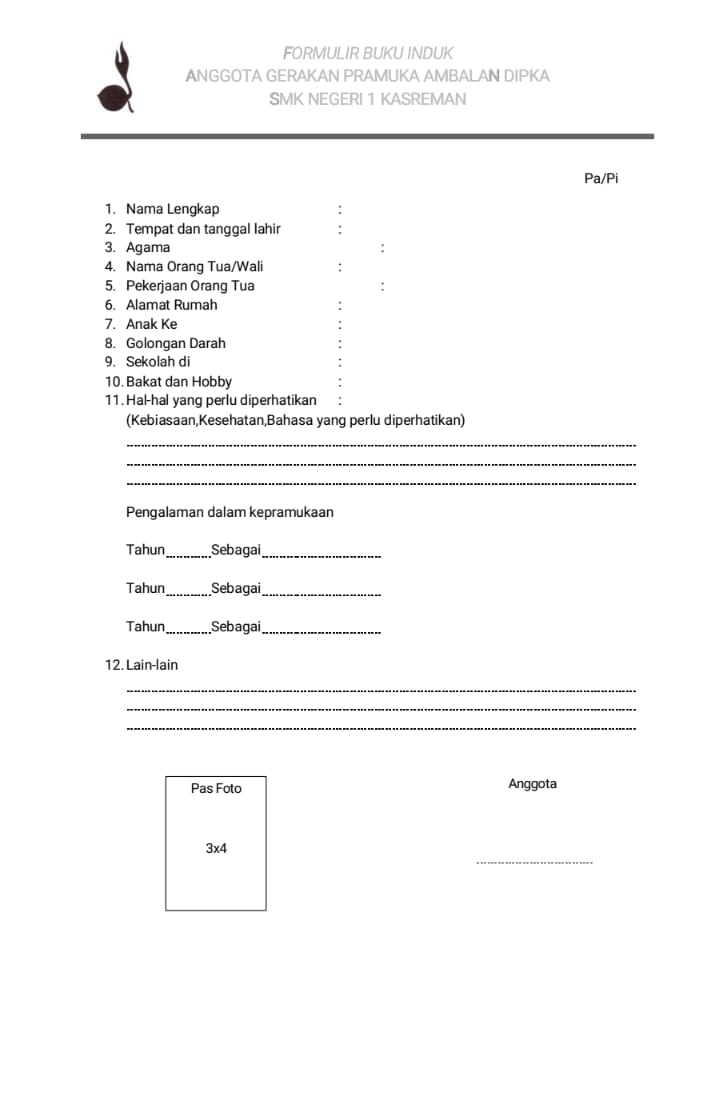 FORMULIR BUKU INDUK
ANGGOTA GERAKAN PRAMUKA AMBALAN DIPKA
SMK NEGERI 1 KASREMAN
Pa/Pi
1. Nama Lengkap :
2. Tempat dan tanggal lahir :
3. Agama :
4. Nama Orang Tua/Wali :
5. Pekerjaan Orang Tua :
6. Alamat Rumah :
7. Anak Ke :
8. Golongan Darah :
9. Sekolah di :
10. Bakat dan Hobby :
11. Hal-hal yang perlu diperhatikan :
(Kebiasaan,Kesehatan,Bahasa yang perlu diperhatikan)
Pengalaman dalam kepramukaan
Tahun............Sebagai................................
Tahun............Sebagai................................
Tahun............Sebagai................................
12. Lain-lain
Pas Foto
3x4
Anggota